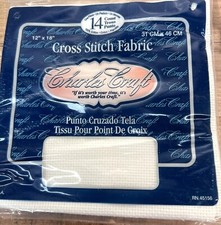 14 Count
12" x 18"
31 CM x 46 CM
Cross Stitch Fabric
Charles Craft
"If it's worth your time, it's
worth Charles Craft."
Punto Cruzado Tela
Tissu Pour Point De Croix